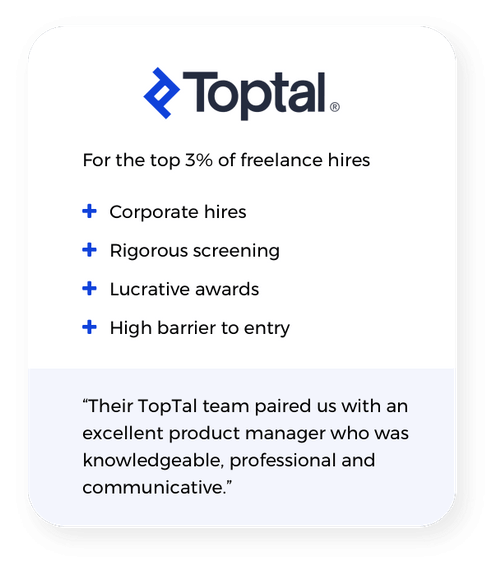 Toptal®
For the top 3% of freelance hires
Corporate hires
Rigorous screening
Lucrative awards
High barrier to entry
“Their TopTal team paired us with an
excellent product manager who was
knowledgeable, professional and
communicative.”